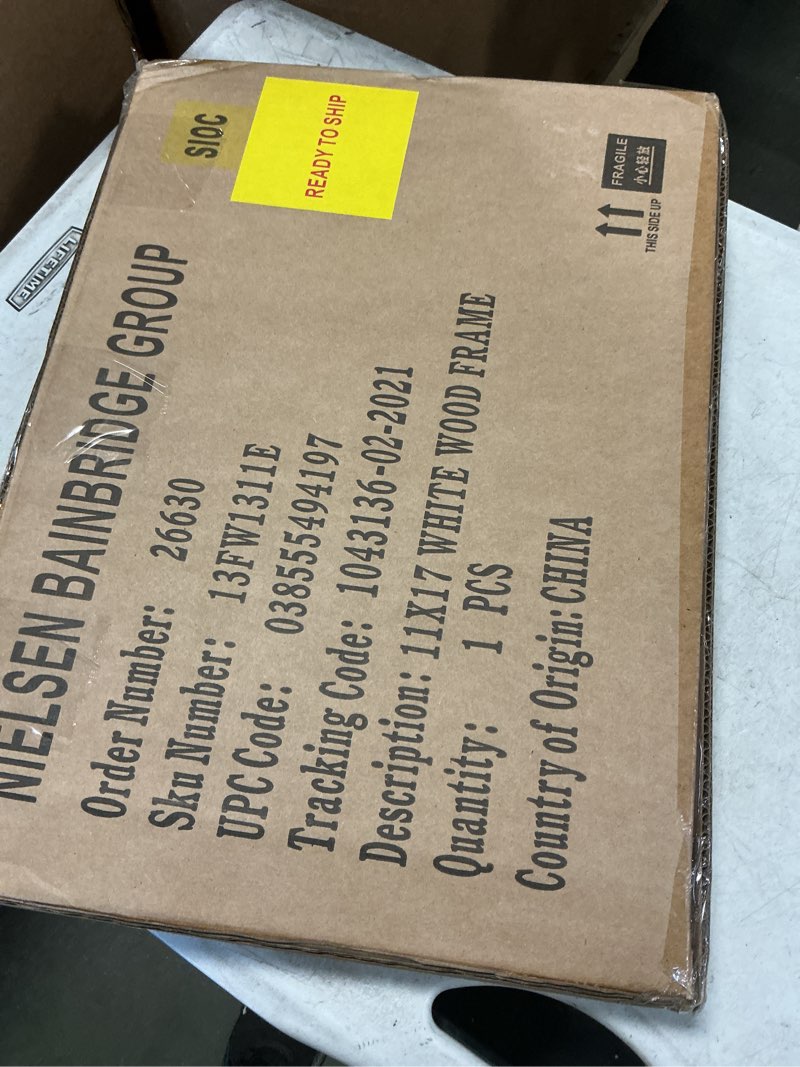 SIOC
READY TO SHIP
FRAGILE
小心轻放
THIS SIDE UP
NIELSEN BAINBRIDGE GROUP
Order Number: 26630
Sku Number: 13FW1311E
UPC Code: 038555494197
Tracking Code: 1043136-02-2021
Description: 11X17 WHITE WOOD FRAME
Quantity: 1 PCS
Country of Origin: CHINA
LIFETIME